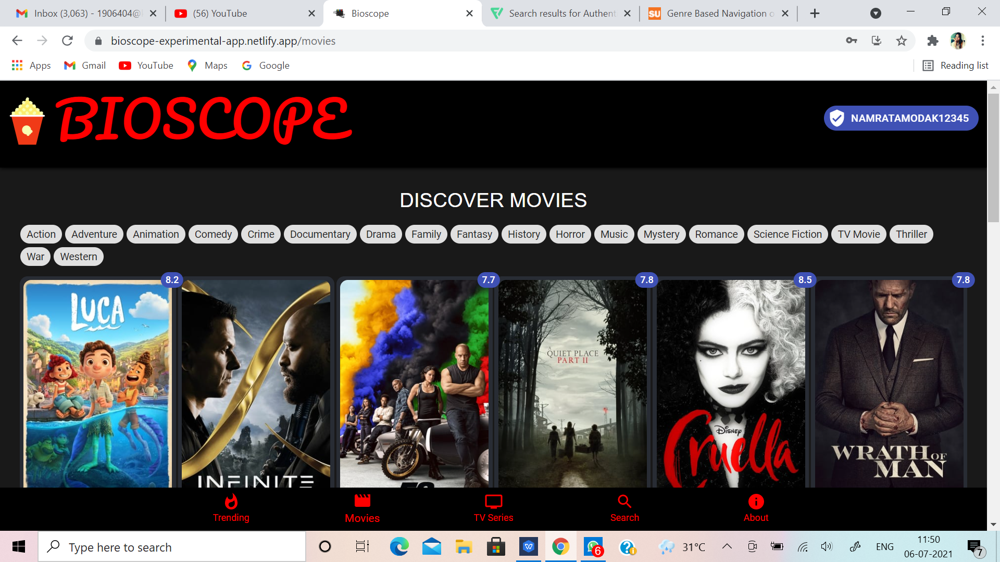 Inbox (3,063) - 1906404@
(56) YouTube
Bioscope
Search results for Authent
Genre Based Navigation o
bioscope-experimental-app.netlify.app/movies
Apps
Gmail
YouTube
Maps
Google
Reading list
BIOSCOPE
NAMRATAMODAK12345
DISCOVER MOVIES
Action Adventure Animation Comedy Crime Documentary Drama Family Fantasy History Horror Music Mystery Romance Science Fiction TV Movie Thriller
War Western
8.2
7.7
7.8
8.5
7.8
LUCA
INFINITE
A
QUIET PLACE
PART II
DISNEY
Cruella
WRATH OF
MAN
Trending
Movies
TV Series
Search
About
Type here to search
6
31°C
ENG
11:50
06-07-2021
7